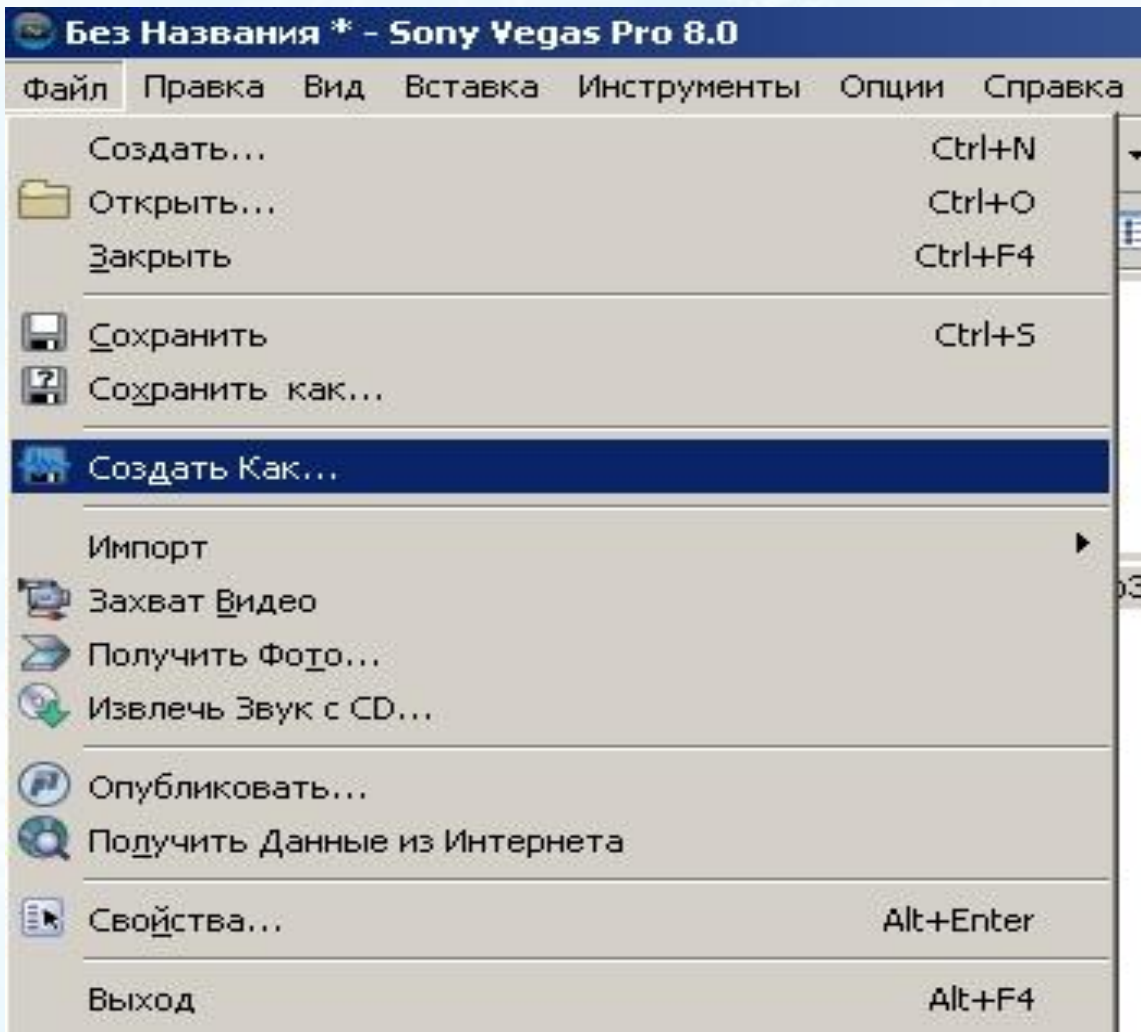 Без Названия * - Sony Vegas Pro 8.0
Файл Правка Вид Вставка Инструменты Опции Справка
Создать... Ctrl+N
Открыть... Ctrl+O
Закрыть Ctrl+F4
Сохранить Ctrl+S
Сохранить как...
Создать Как...
Импорт
Захват Видео
Получить Фото...
Извлечь Звук с CD...
Опубликовать...
Получить Данные из Интернета
Свойства... Alt+Enter
Выход Alt+F4